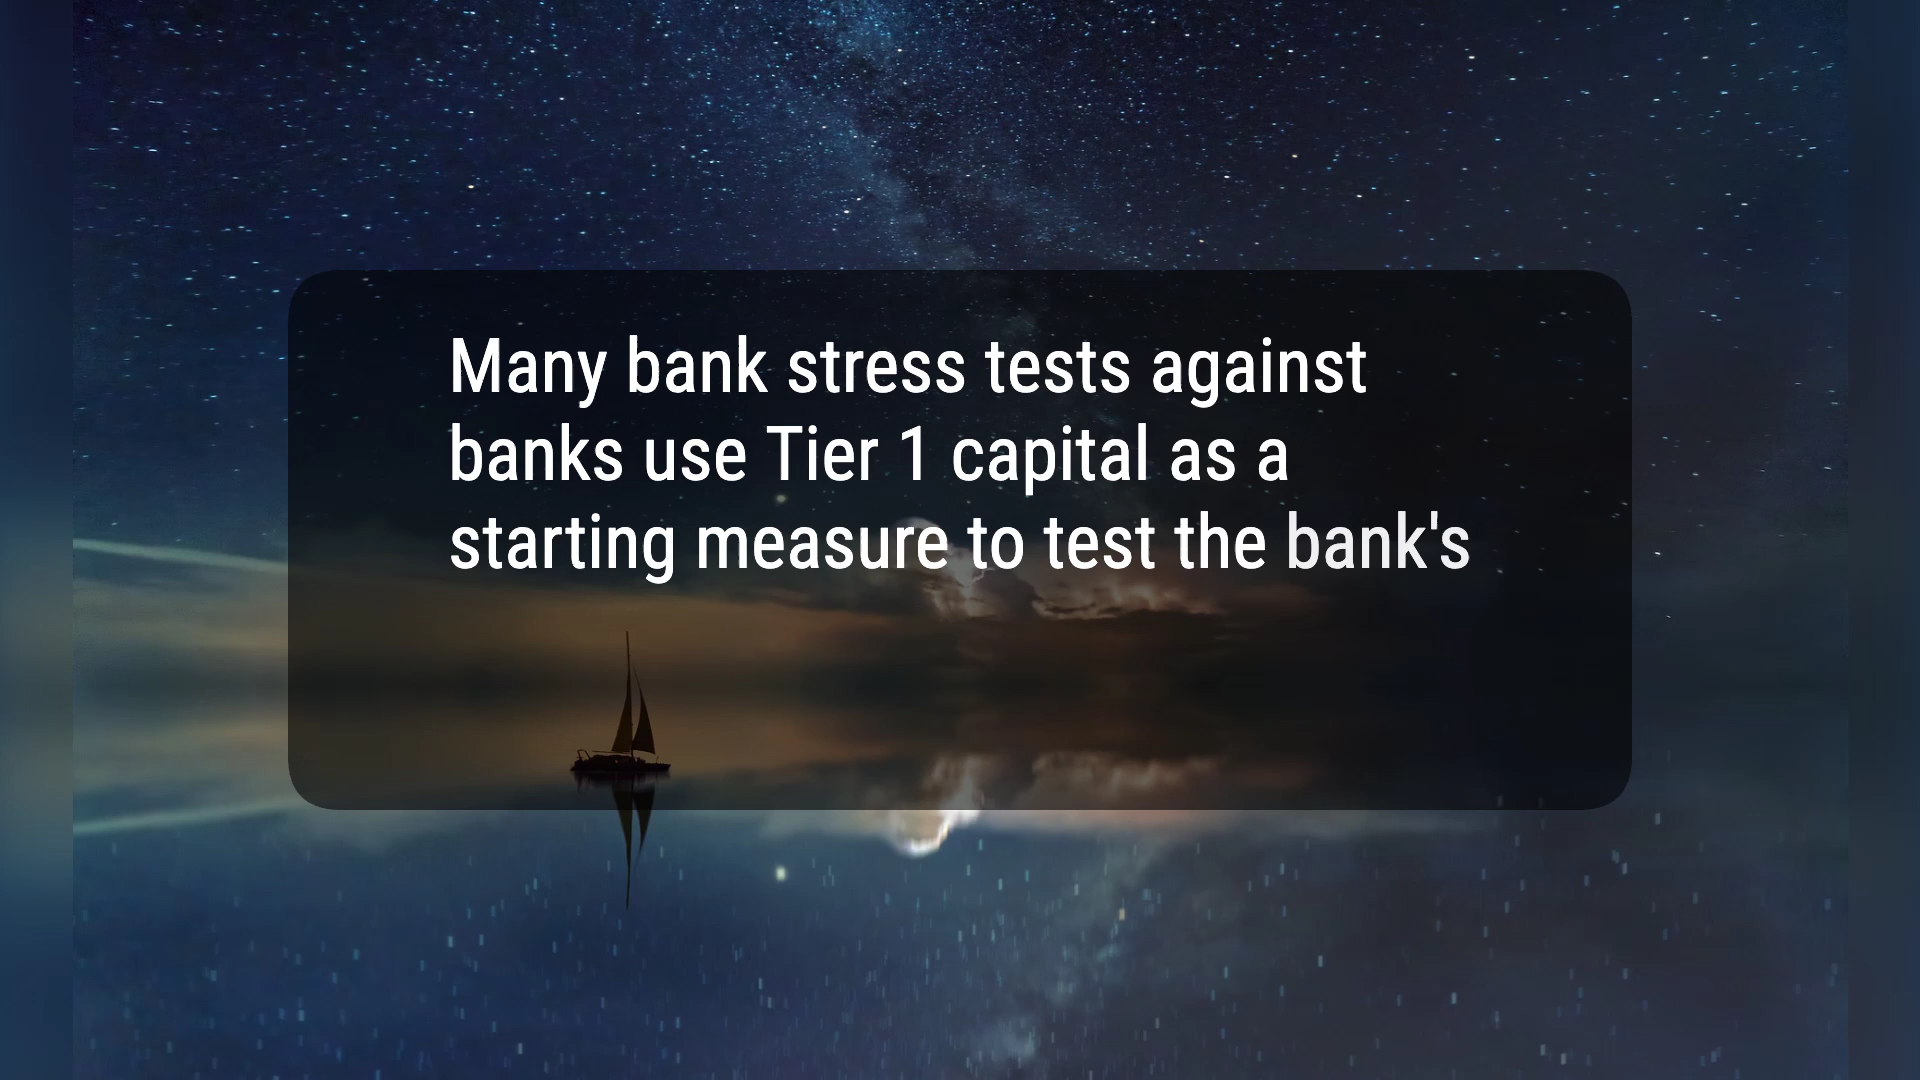 Many bank stress tests against
banks use Tier 1 capital as a
starting measure to test the bank's